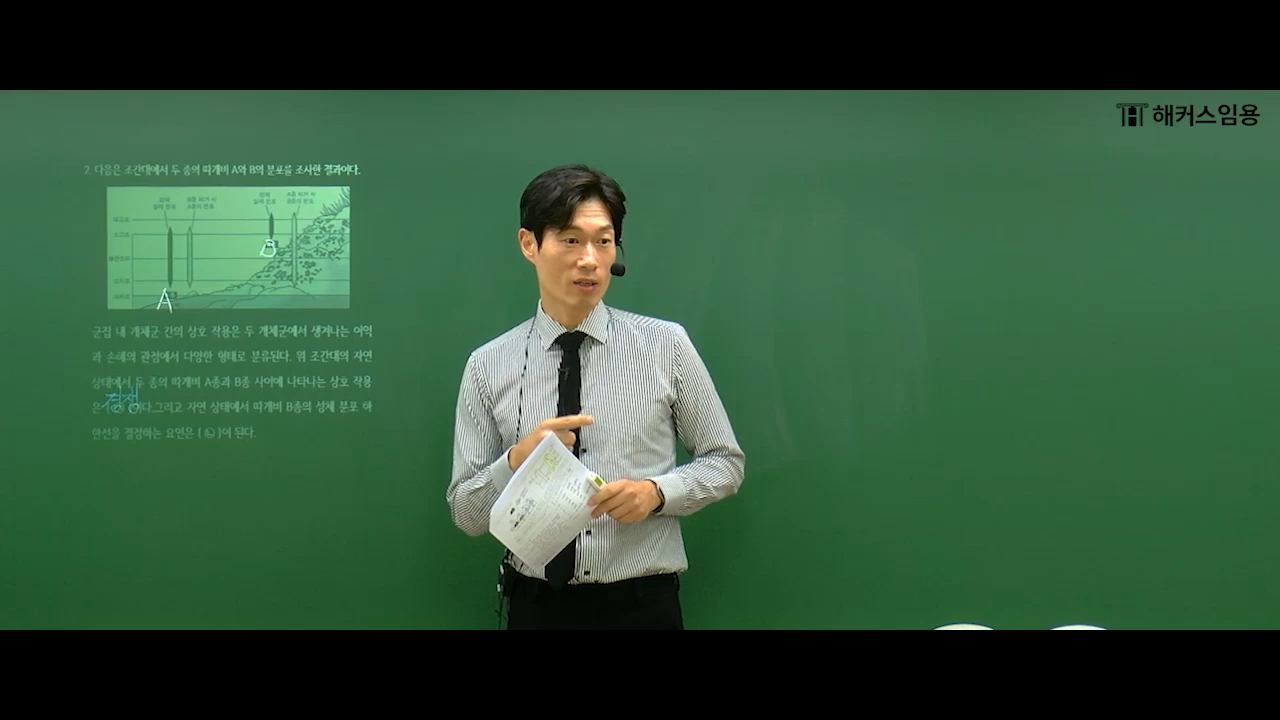 해커스임용
2. 다음은 조간대에서 두 종의 따개비 A와 B의 분포를 조사한 결과이다.
B
A
군집 내 개체군 간의 상호 작용은 두 개체군에서 생겨나는 이익
과 손해의 관점에서 다양한 형태로 분류된다. 위 조간대의 자연
상태에서 두 종의 따개비 A종과 B종 사이에 나타나는 상호 작용
은 경쟁 이다.그리고 자연 상태에서 따개비 B종의 성체 분포 하
한선을 결정하는 요인은 ( ㉡ )이 된다.